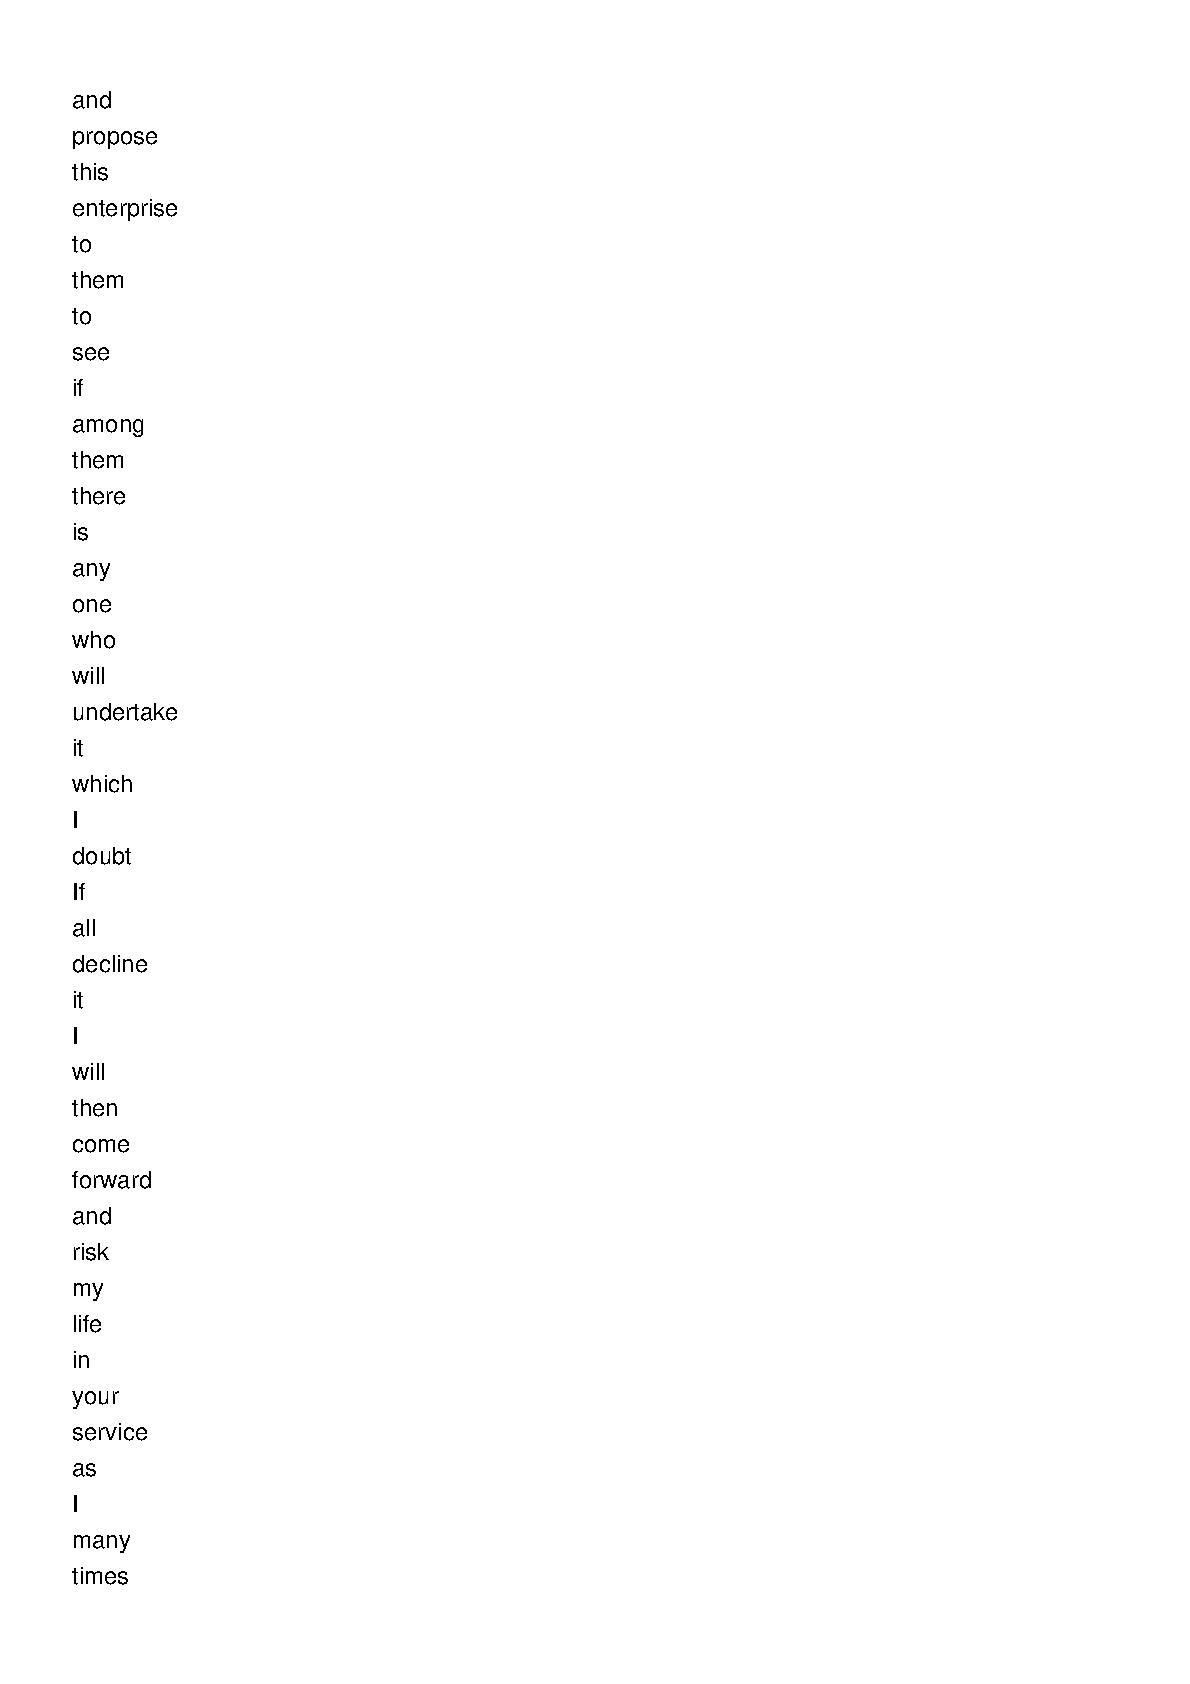 and
propose
this
enterprise
to
them
to
see
if
among
them
there
is
any
one
who
will
undertake
it
which
I
doubt
If
all
decline
it
I
will
then
come
forward
and
risk
my
life
in
your
service
as
I
many
times